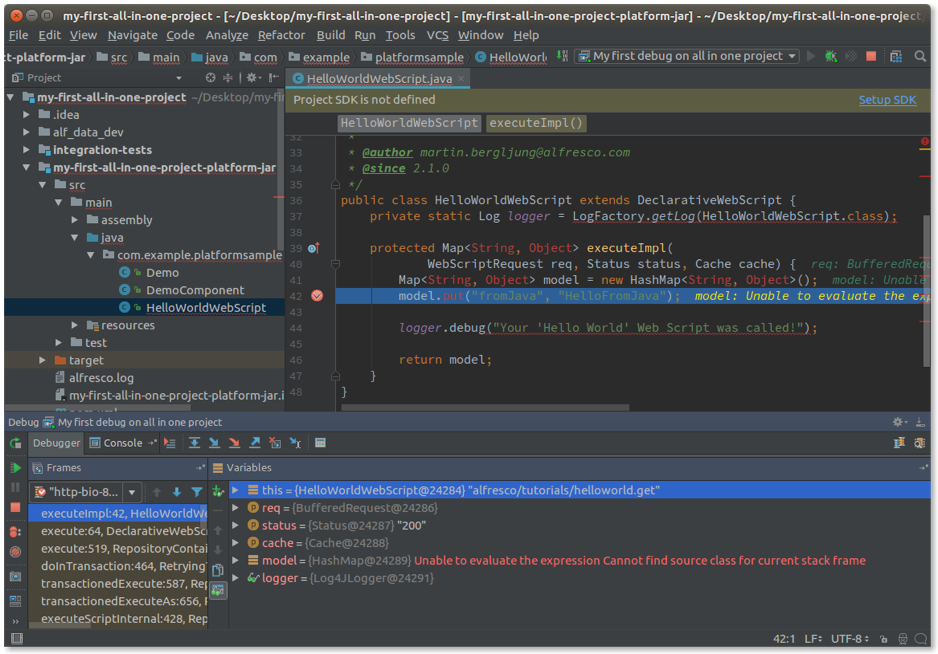 my-first-all-in-one-project - [~/Desktop/my-first-all-in-one-project] - [my-first-all-in-one-project-platform-jar] - ~/Desktop/my-first-all-in-one-project/
File Edit View Navigate Code Analyze Refactor Build Run Tools VCS Window Help
t-platform-jar src main java com example platformsample HelloWorl My first debug on all in one project
Project HelloWorldWebScript.java
my-first-all-in-one-project ~/Desktop/my-fi
.idea
alf_data_dev
integration-tests
my-first-all-in-one-project-platform-jar
src
main
assembly
java
com.example.platformsample
Demo
DemoComponent
HelloWorldWebScript
resources
test
target
alfresco.log
my-first-all-in-one-project-platform-jar.i
Project SDK is not defined Setup SDK
HelloWorldWebScript executeImpl()
32 *
33 * @author martin.bergljung@alfresco.com
34 * @since 2.1.0
35 */
36 public class HelloWorldWebScript extends DeclarativeWebScript {
37 private static Log logger = LogFactory.getLog(HelloWorldWebScript.class);
38
39 protected Map<String, Object> executeImpl(
40 WebScriptRequest req, Status status, Cache cache) { req: BufferedRequ
41 Map<String, Object> model = new HashMap<String, Object>(); model: Unable
42 model.put("fromJava", "HelloFromJava"); model: Unable to evaluate the exp
43
44 logger.debug("Your 'Hello World' Web Script was called!");
45
46 return model;
47 }
48 }
Debug My first debug on all in one project
Debugger Console
Frames Variables
"http-bio-8...
executeImpl:42, HelloWorldWe
execute:64, DeclarativeWebSc
execute:519, RepositoryContai
doInTransaction:464, RetryingT
transactionedExecute:587, Rep
transactionedExecuteAs:656, R
executeScriptInternal:428, Rep
this = {HelloWorldWebScript@24284} "alfresco/tutorials/helloworld.get"
req = {BufferedRequest@24286}
status = {Status@24287} "200"
cache = {Cache@24288}
model = {HashMap@24289} Unable to evaluate the expression Cannot find source class for current stack frame
logger = {Log4JLogger@24291}
42:1 LF UTF-8